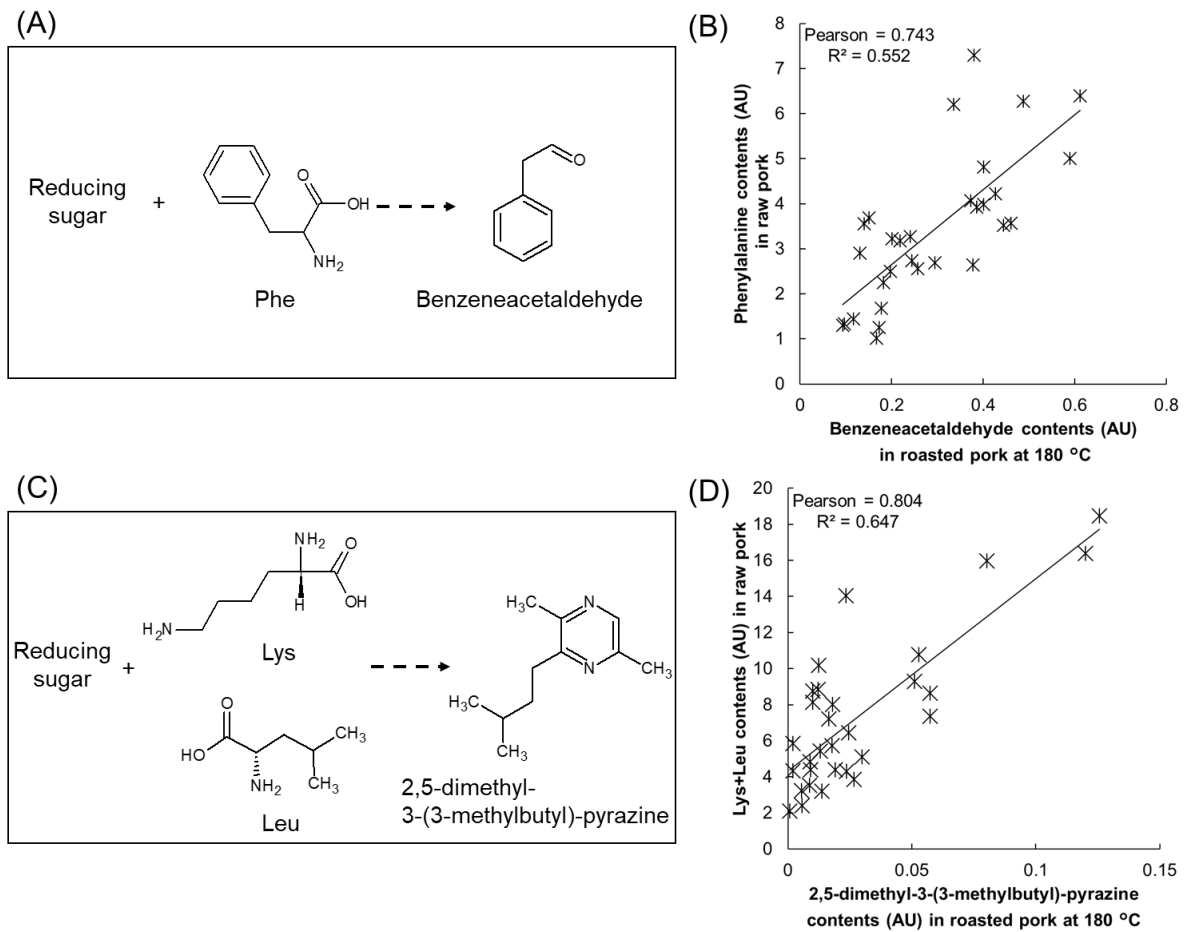 (A)
Reducing
sugar
+
O
OH
NH2
Phe
O
Benzeneacetaldehyde
(B)
Pearson = 0.743
R² = 0.552
8
7
6
5
4
3
2
1
0
0
0.2
0.4
0.6
0.8
Phenylalanine contents (AU)
in raw pork
Benzeneacetaldehyde contents (AU)
in roasted pork at 180 °C
(C)
Reducing
sugar
+
NH2
O
H
OH
H2N
Lys
O
HO
CH3
NH2
CH3
Leu
H3C
N
N
CH3
H3C
CH3
2,5-dimethyl-
3-(3-methylbutyl)-pyrazine
(D)
Pearson = 0.804
R² = 0.647
20
18
16
14
12
10
8
6
4
2
0
0
0.05
0.1
0.15
Lys+Leu contents (AU) in raw pork
2,5-dimethyl-3-(3-methylbutyl)-pyrazine
contents (AU) in roasted pork at 180 °C